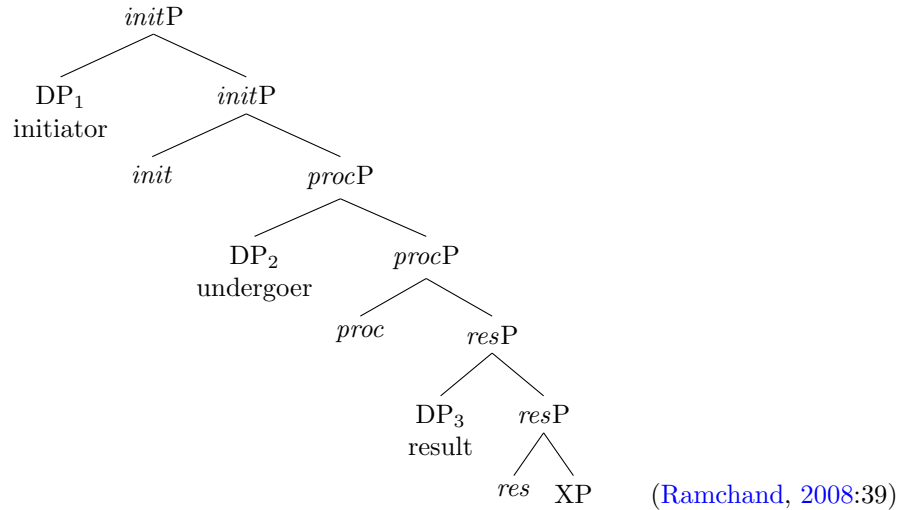 initP
DP₁ initP
initiator
init procP
DP₂ procP
undergoer
proc resP
DP₃ resP
result
res XP (Ramchand, 2008:39)